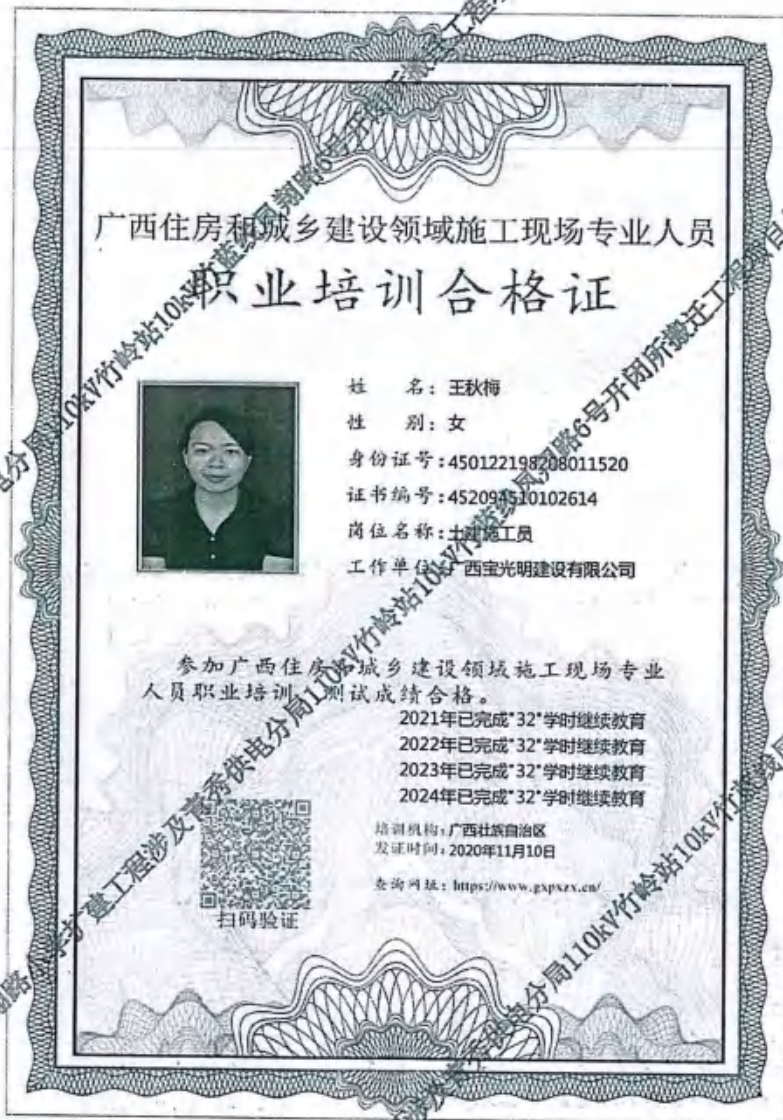 广西住房和城乡建设领域施工现场专业人员
职业培训合格证
姓 名：王秋梅
性 别：女
身份证号：450122198208011520
证书编号：452094510102614
岗位名称：土建施工员
工作单位：广西宝光明建设有限公司
参加广西住房和城乡建设领域施工现场专业
人员职业培训，测试成绩合格。
2021年已完成"32"学时继续教育
2022年已完成"32"学时继续教育
2023年已完成"32"学时继续教育
2024年已完成"32"学时继续教育
培训机构：广西壮族自治区
发证时间：2020年11月10日
查询网址：https://www.gxpxzx.cn/
扫码验证